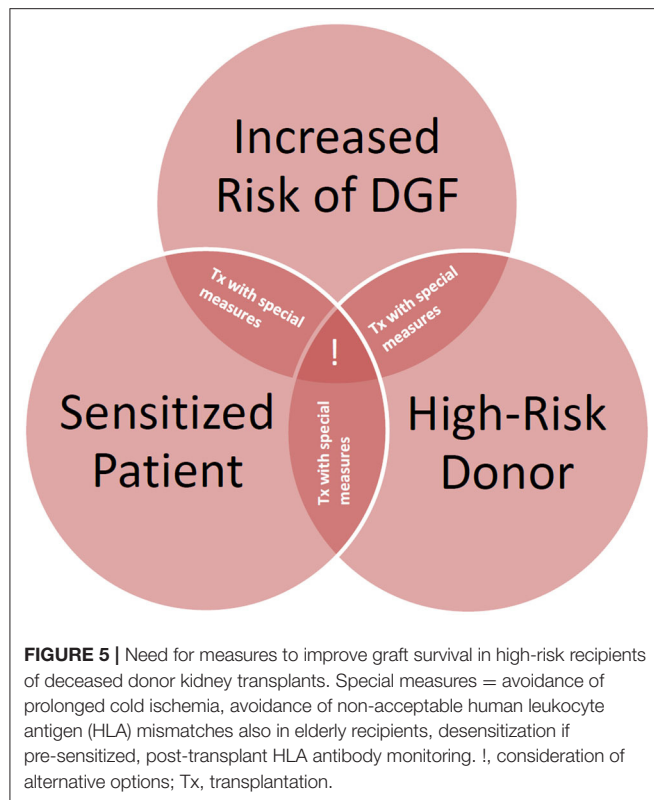 Increased
Risk of DGF
Tx with special
measures
Tx with special
measures
!
Sensitized
Patient
Tx with special
measures
High-Risk
Donor
FIGURE 5 | Need for measures to improve graft survival in high-risk recipients
of deceased donor kidney transplants. Special measures = avoidance of
prolonged cold ischemia, avoidance of non-acceptable human leukocyte
antigen (HLA) mismatches also in elderly recipients, desensitization if
pre-sensitized, post-transplant HLA antibody monitoring. !, consideration of
alternative options; Tx, transplantation.